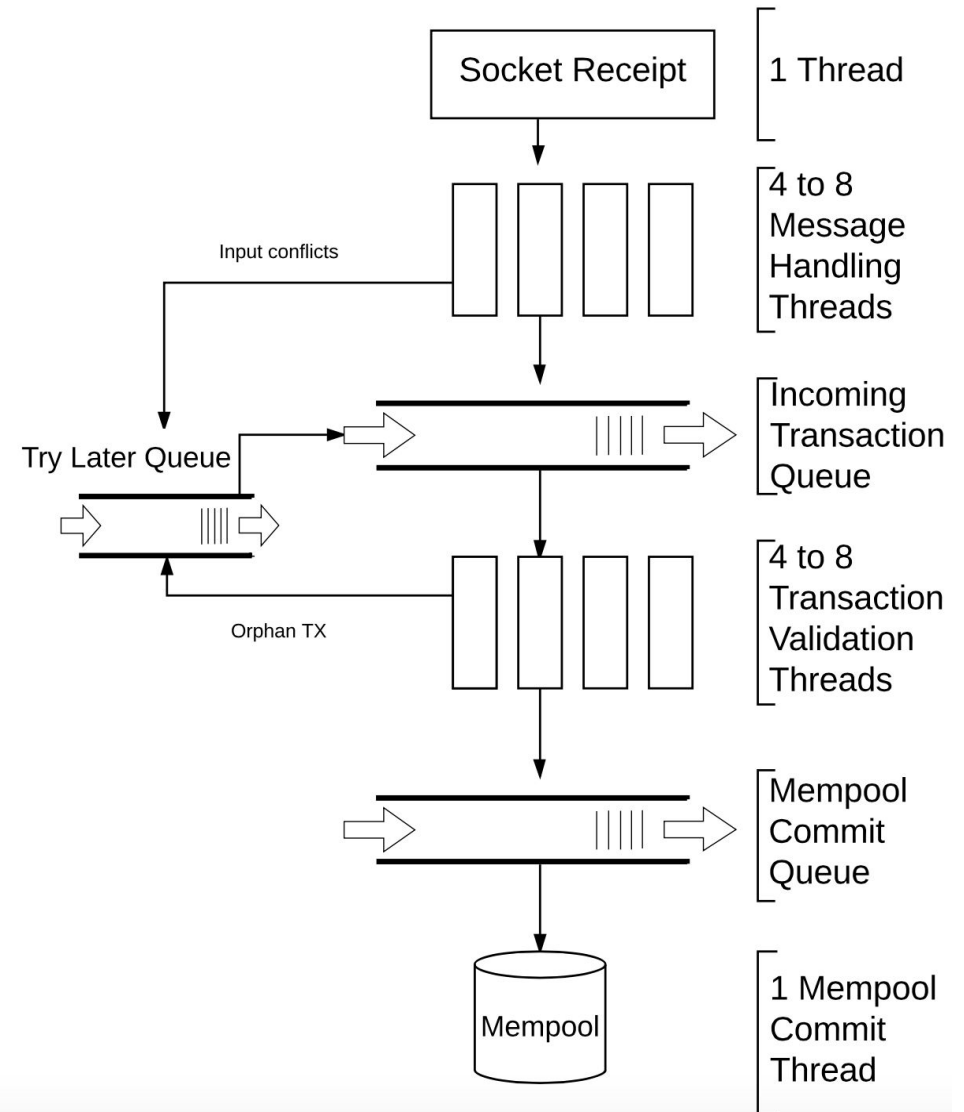 Socket Receipt
1 Thread
4 to 8
Message
Handling
Threads
Input conflicts
Incoming
Transaction
Queue
Try Later Queue
4 to 8
Transaction
Validation
Threads
Orphan TX
Mempool
Commit
Queue
Mempool
1 Mempool
Commit
Thread